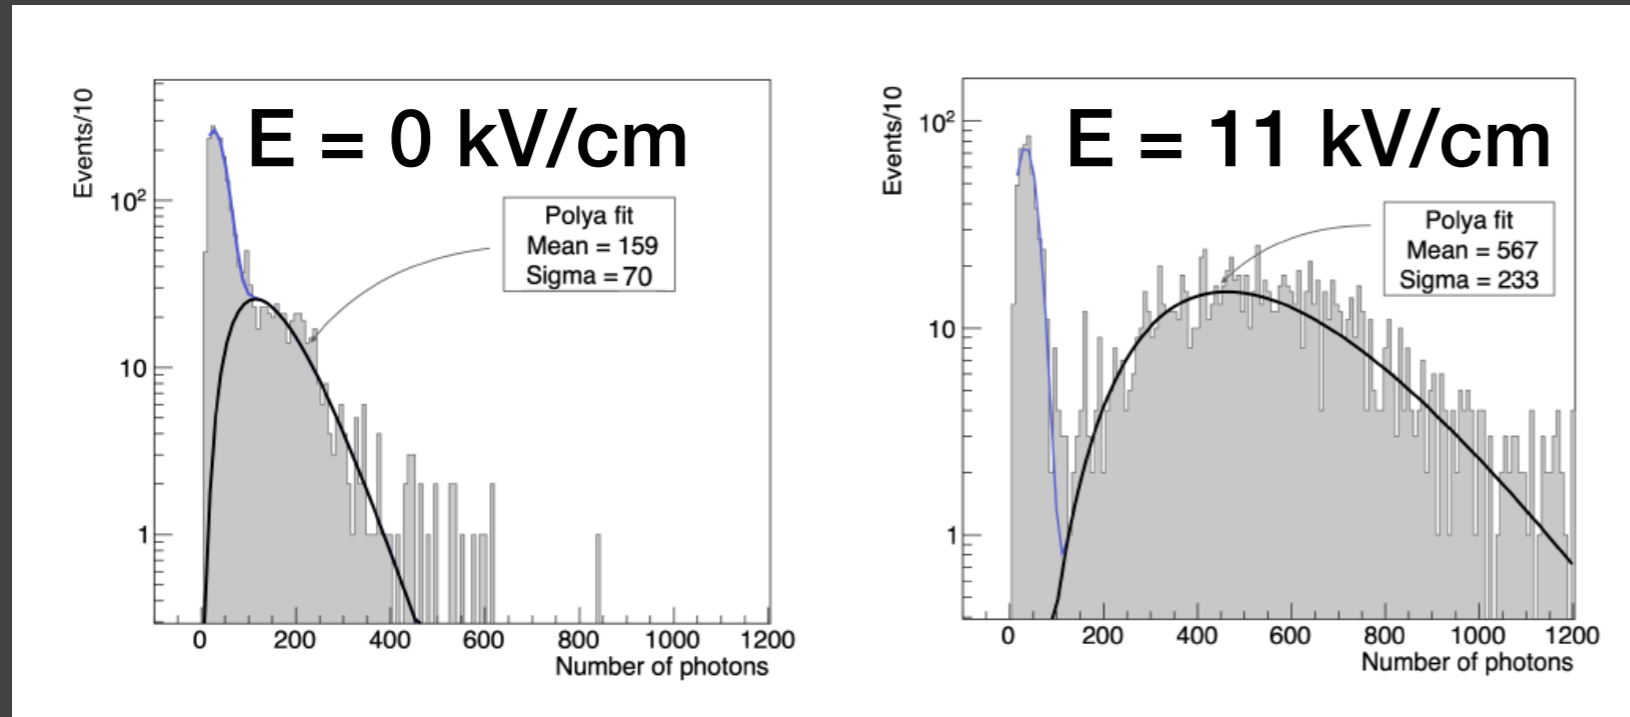 E = 0 kV/cm
Events/10
10²
10
1
Polya fit
Mean = 159
Sigma = 70
0 200 400 600 800 1000 1200
Number of photons
E = 11 kV/cm
Events/10
10²
10
1
Polya fit
Mean = 567
Sigma = 233
0 200 400 600 800 1000 1200
Number of photons